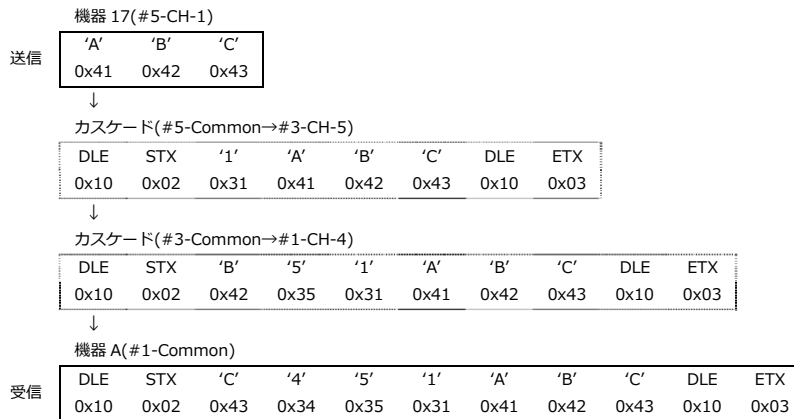 機器 17(#5-CH-1)
送信
‘A’ ‘B’ ‘C’
0x41 0x42 0x43
↓
カスケード(#5-Common→#3-CH-5)
DLE STX ‘1’ ‘A’ ‘B’ ‘C’ DLE ETX
0x10 0x02 0x31 0x41 0x42 0x43 0x10 0x03
↓
カスケード(#3-Common→#1-CH-4)
DLE STX ‘B’ ‘5’ ‘1’ ‘A’ ‘B’ ‘C’ DLE ETX
0x10 0x02 0x42 0x35 0x31 0x41 0x42 0x43 0x10 0x03
↓
機器 A(#1-Common)
受信
DLE STX ‘C’ ‘4’ ‘5’ ‘1’ ‘A’ ‘B’ ‘C’ DLE ETX
0x10 0x02 0x43 0x34 0x35 0x31 0x41 0x42 0x43 0x10 0x03